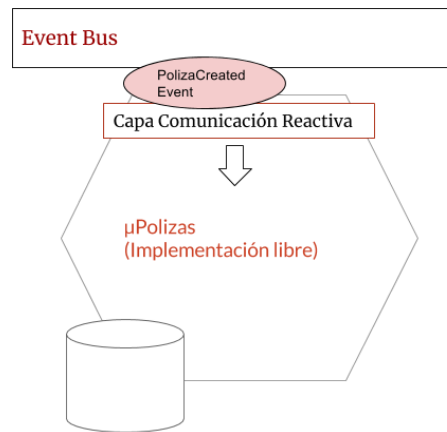 Event Bus
PolizaCreated
Event
Capa Comunicación Reactiva
µPolizas
(Implementación libre)